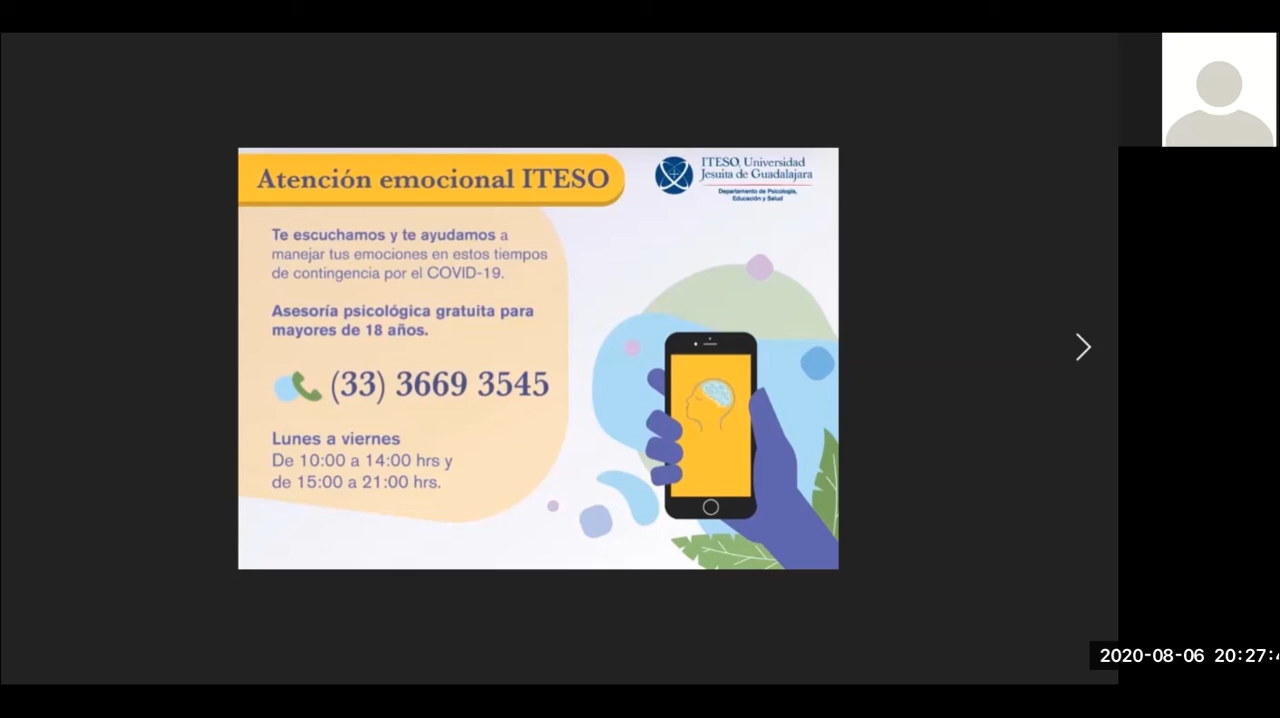 Atención emocional ITESO
ITESO, Universidad
Jesuita de Guadalajara
Departamento de Psicología,
Educación y Salud
Te escuchamos y te ayudamos a
manejar tus emociones en estos tiempos
de contingencia por el COVID-19.
Asesoría psicológica gratuita para
mayores de 18 años.
(33) 3669 3545
Lunes a viernes
De 10:00 a 14:00 hrs y
de 15:00 a 21:00 hrs.
2020-08-06 20:27:4